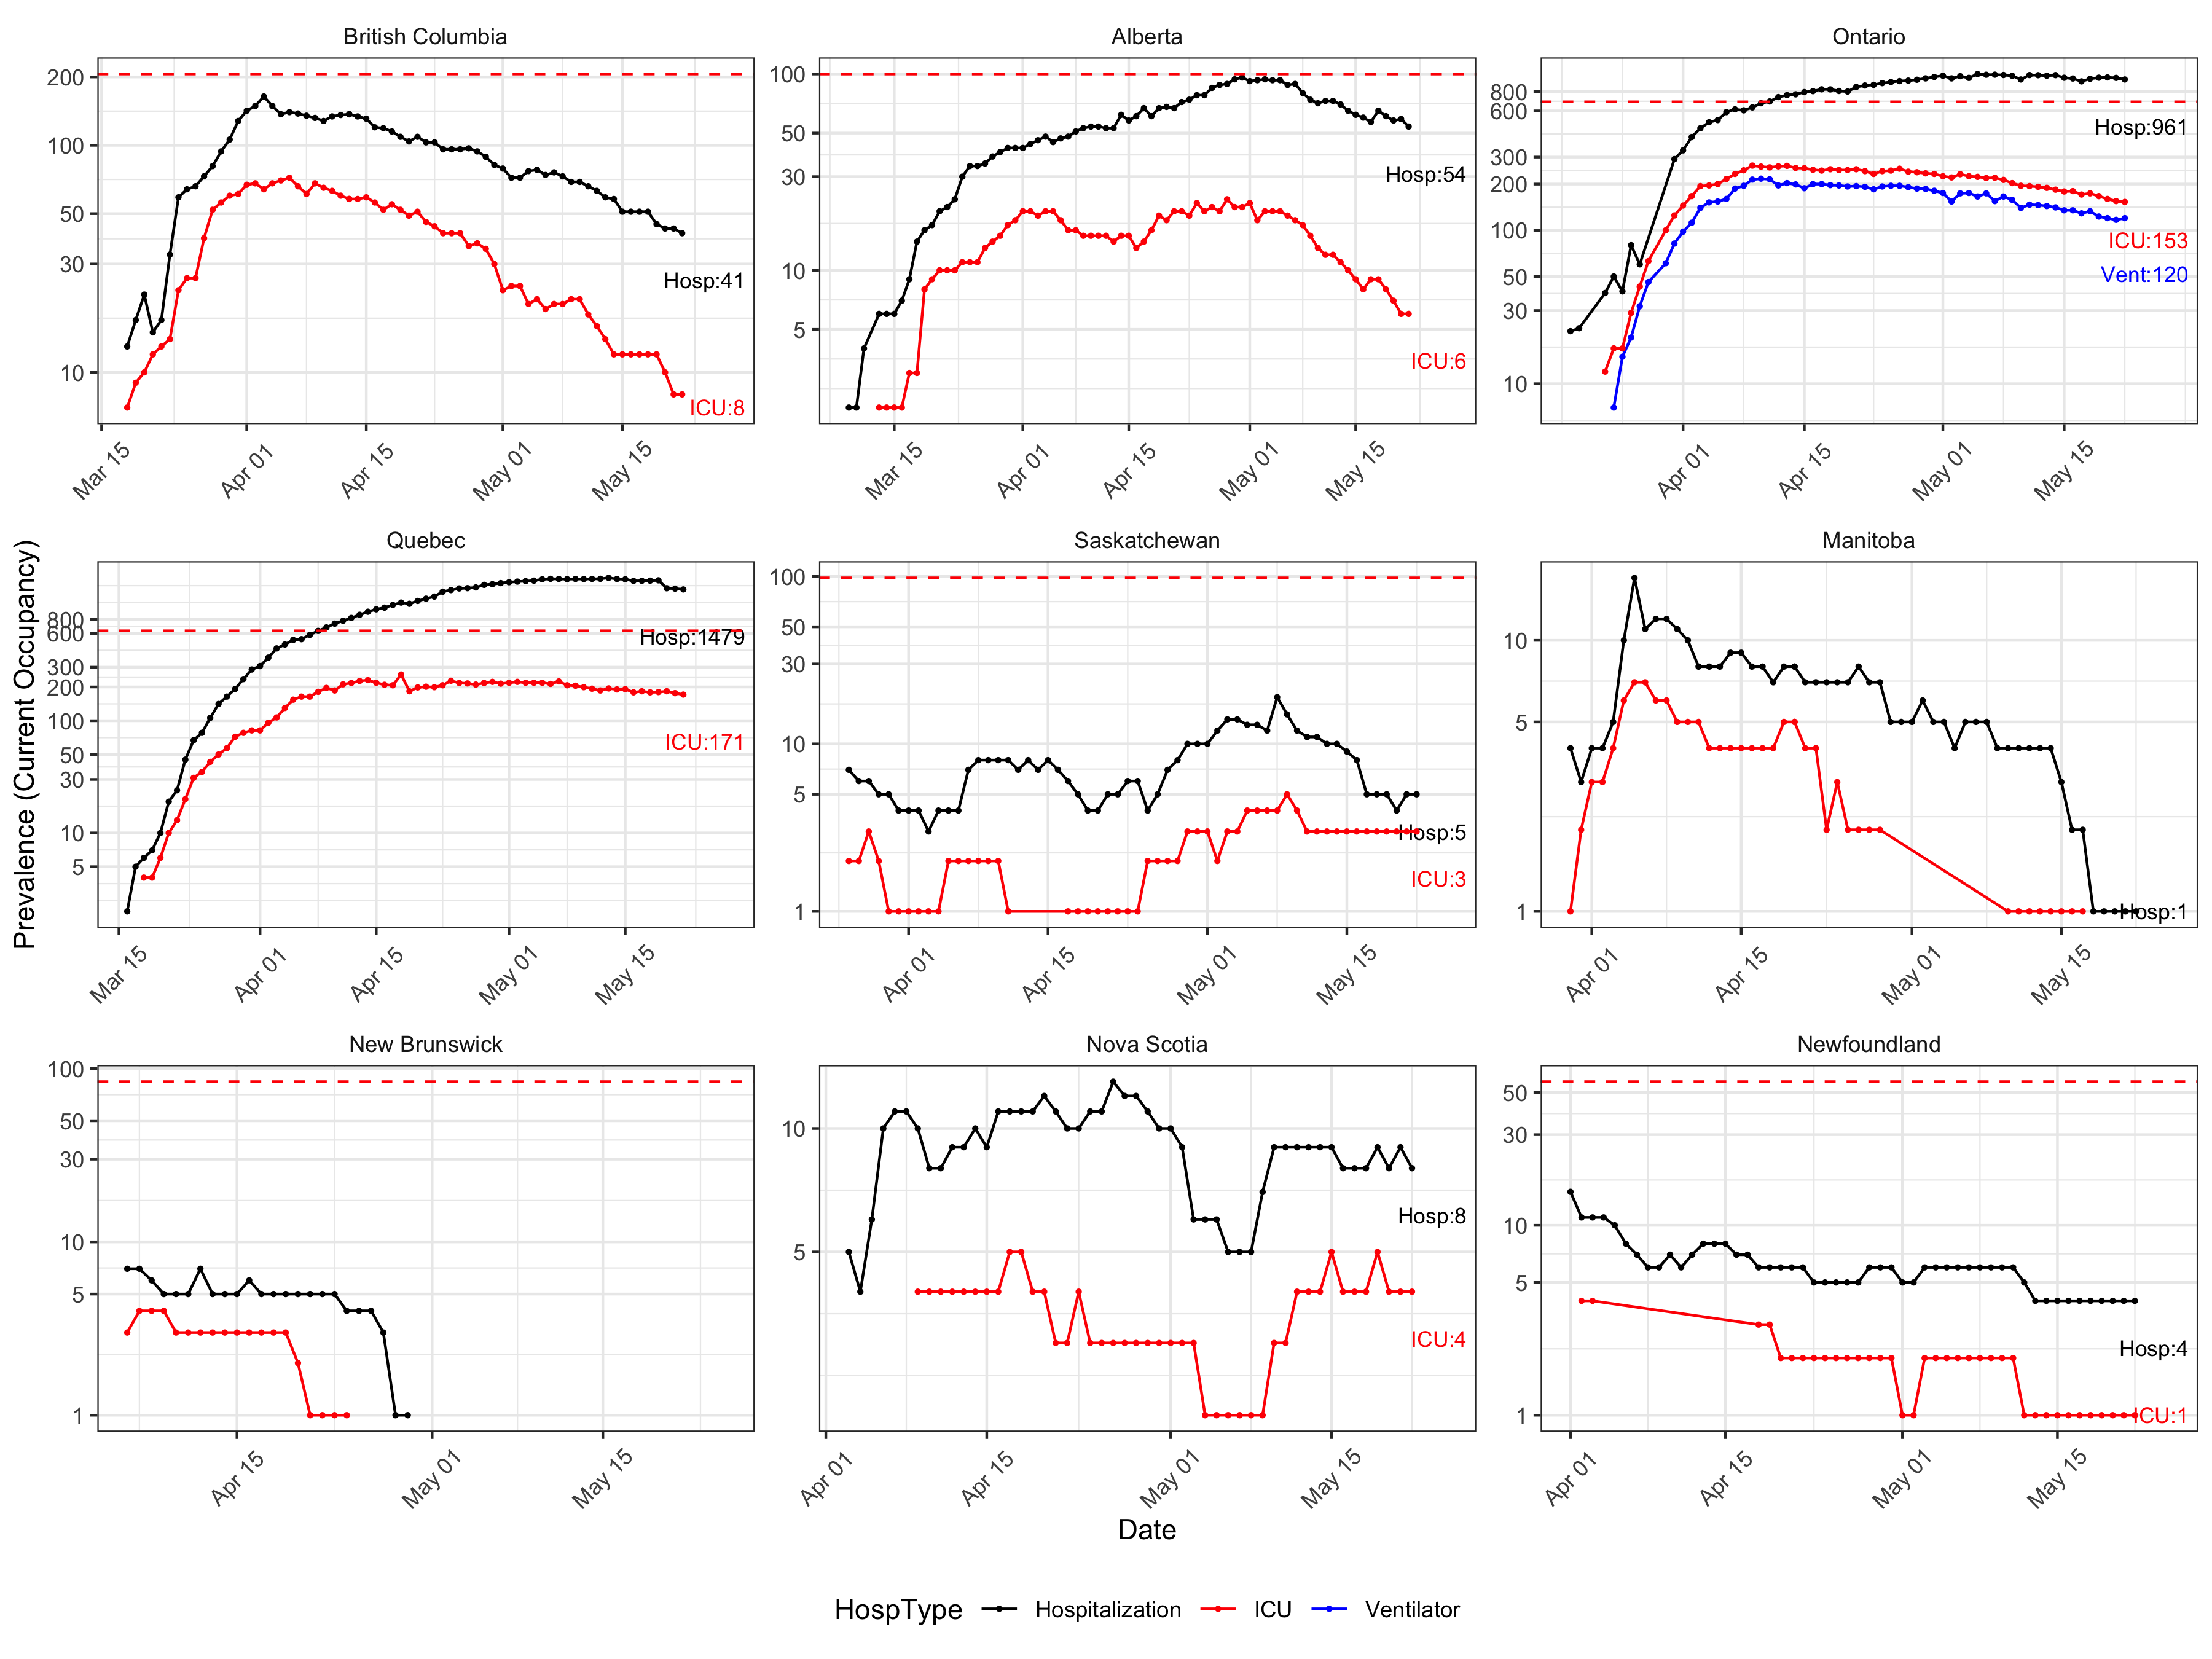 British Columbia
200
100
50
30
10
Hosp:41
ICU:8
Mar 15
Apr 01
Apr 15
May 01
May 15
Alberta
100
50
30
10
5
Hosp:54
ICU:6
Mar 15
Apr 01
Apr 15
May 01
May 15
Ontario
800
600
300
200
100
50
30
10
Hosp:961
ICU:153
Vent:120
Apr 01
Apr 15
May 01
May 15
Prevalence (Current Occupancy)
Quebec
800
600
300
200
100
50
30
10
5
Hosp:1479
ICU:171
Mar 15
Apr 01
Apr 15
May 01
May 15
Saskatchewan
100
50
30
10
5
1
Hosp:5
ICU:3
Apr 01
Apr 15
May 01
May 15
Manitoba
10
5
1
Hosp:1
Apr 01
Apr 15
May 01
May 15
New Brunswick
100
50
30
10
5
1
Apr 15
May 01
May 15
Nova Scotia
10
5
Hosp:8
ICU:4
Apr 01
Apr 15
May 01
May 15
Newfoundland
50
30
10
5
1
Hosp:4
ICU:1
Apr 01
Apr 15
May 01
May 15
Date
HospType Hospitalization ICU Ventilator